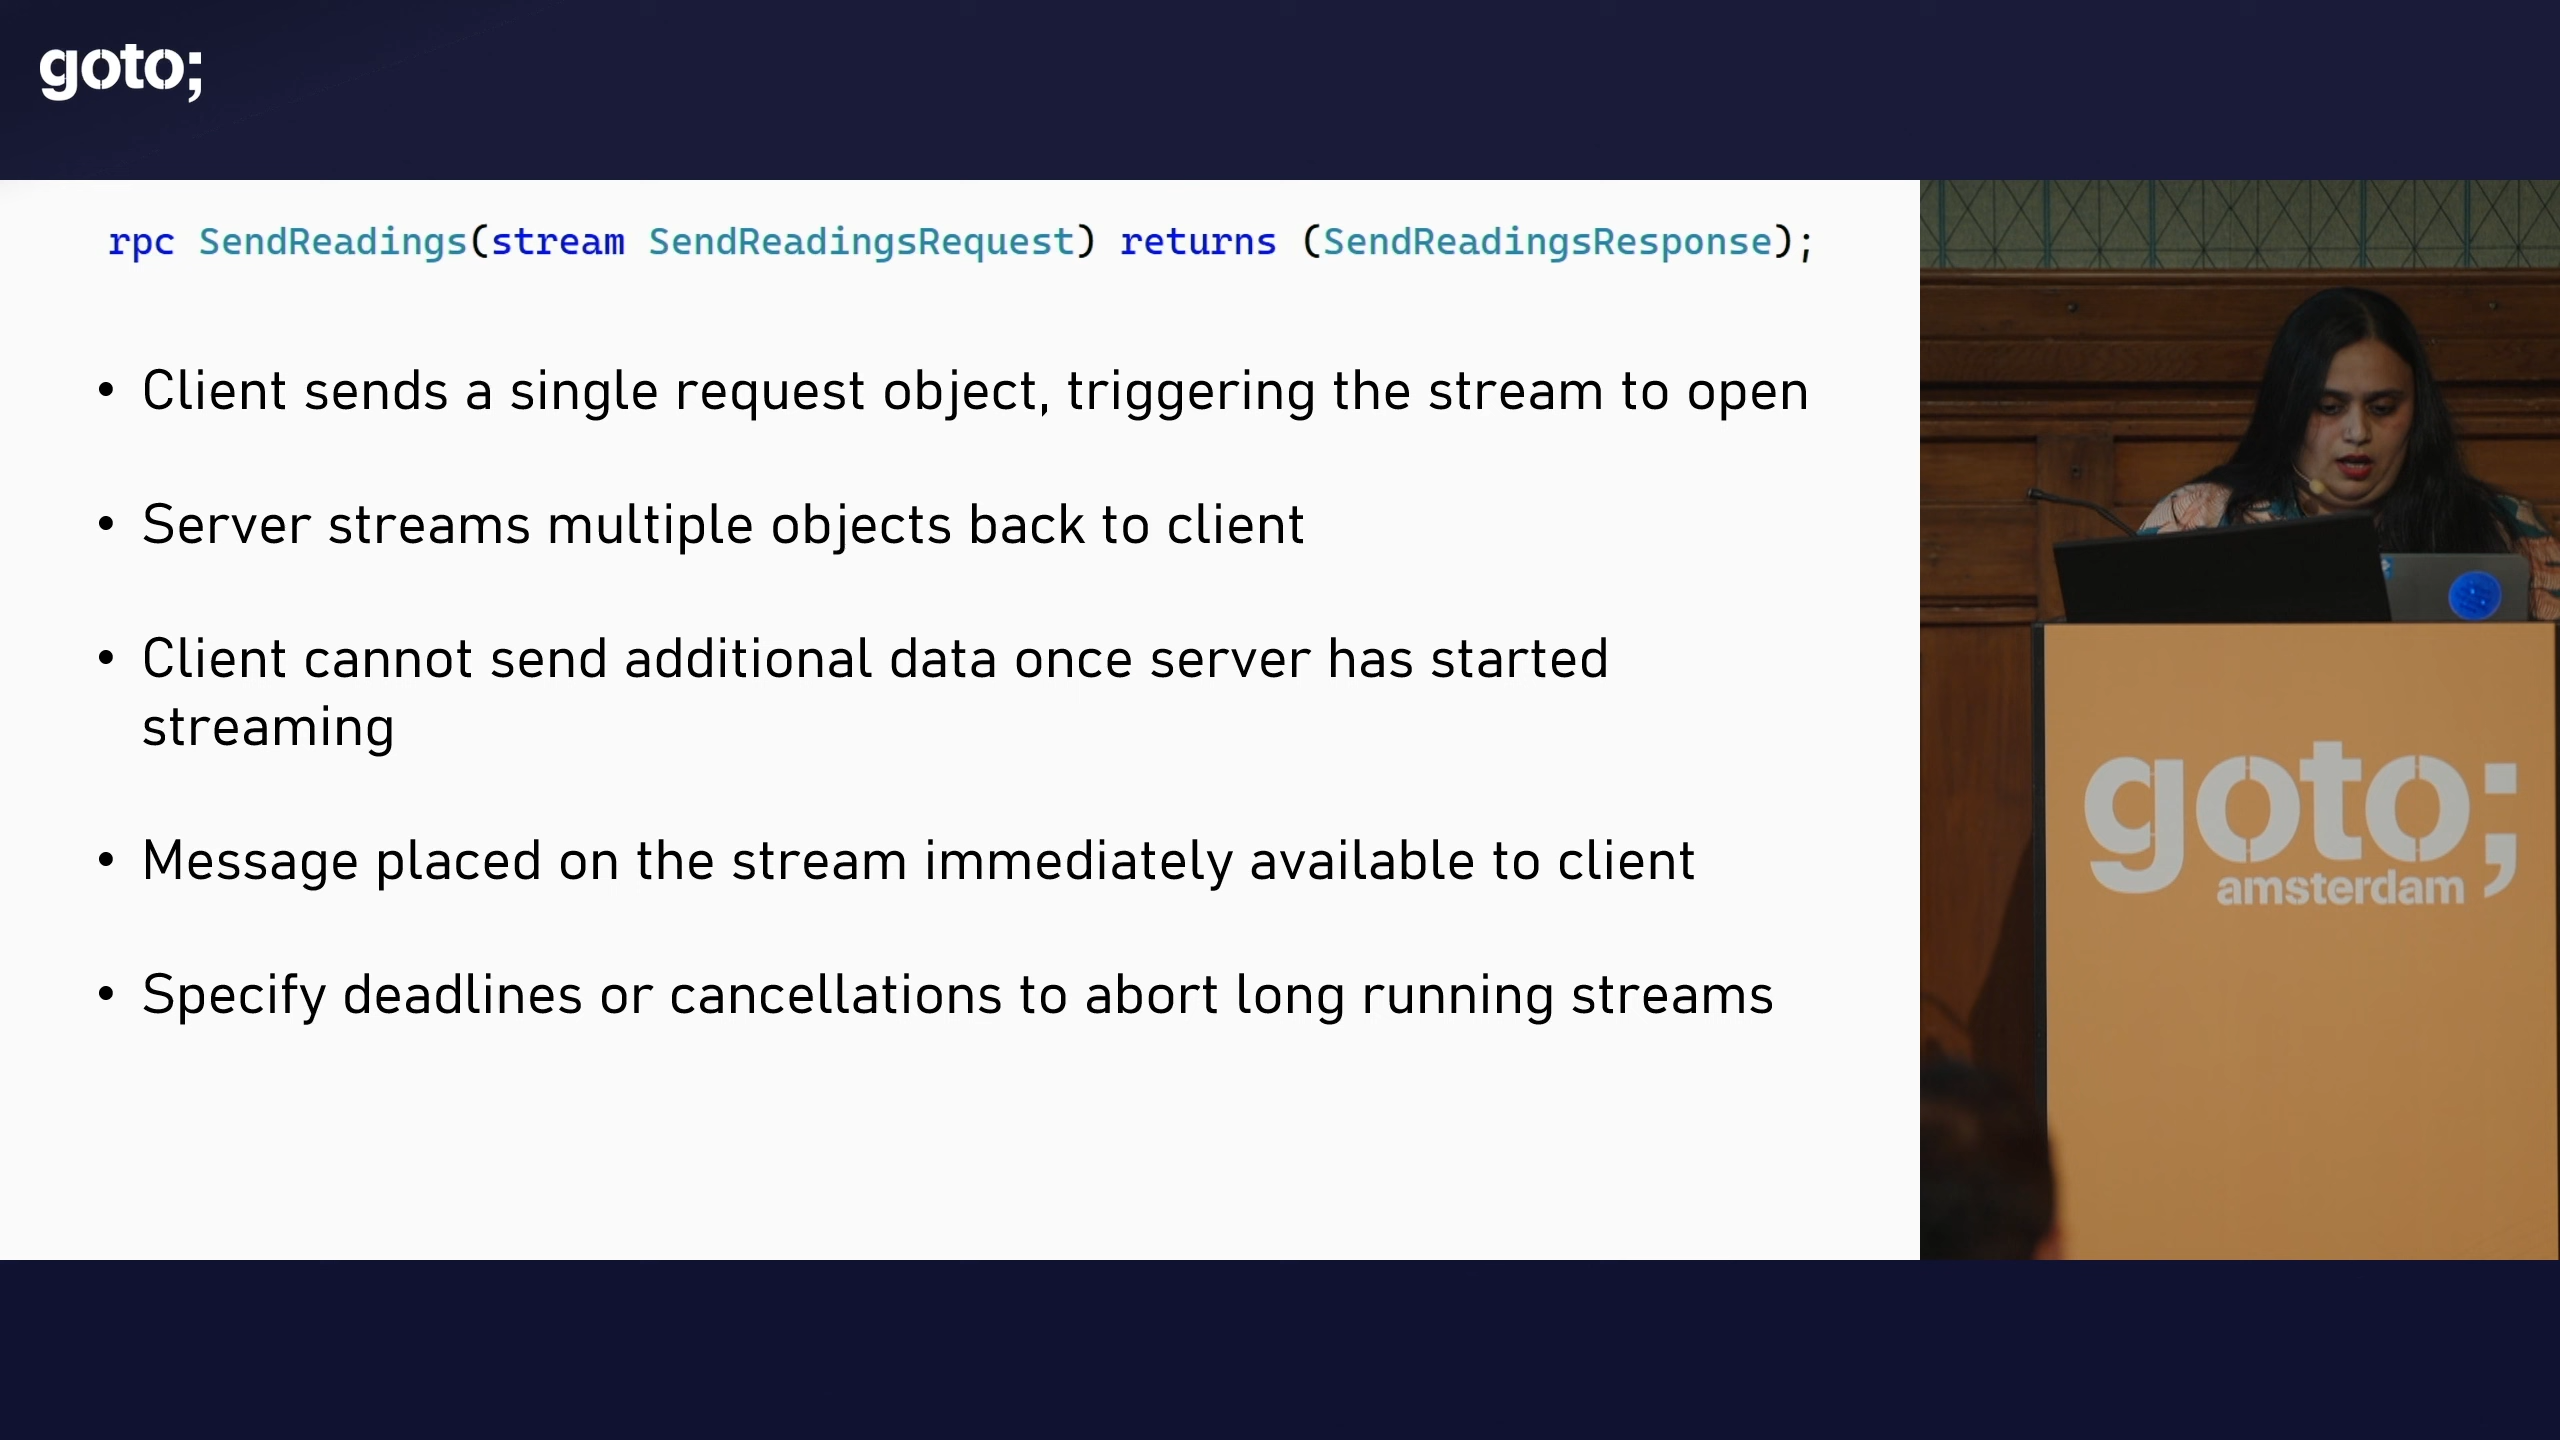 goto;
rpc SendReadings(stream SendReadingsRequest) returns (SendReadingsResponse);
• Client sends a single request object, triggering the stream to open
• Server streams multiple objects back to client
• Client cannot send additional data once server has started
streaming
• Message placed on the stream immediately available to client
• Specify deadlines or cancellations to abort long running streams
goto;
amsterdam